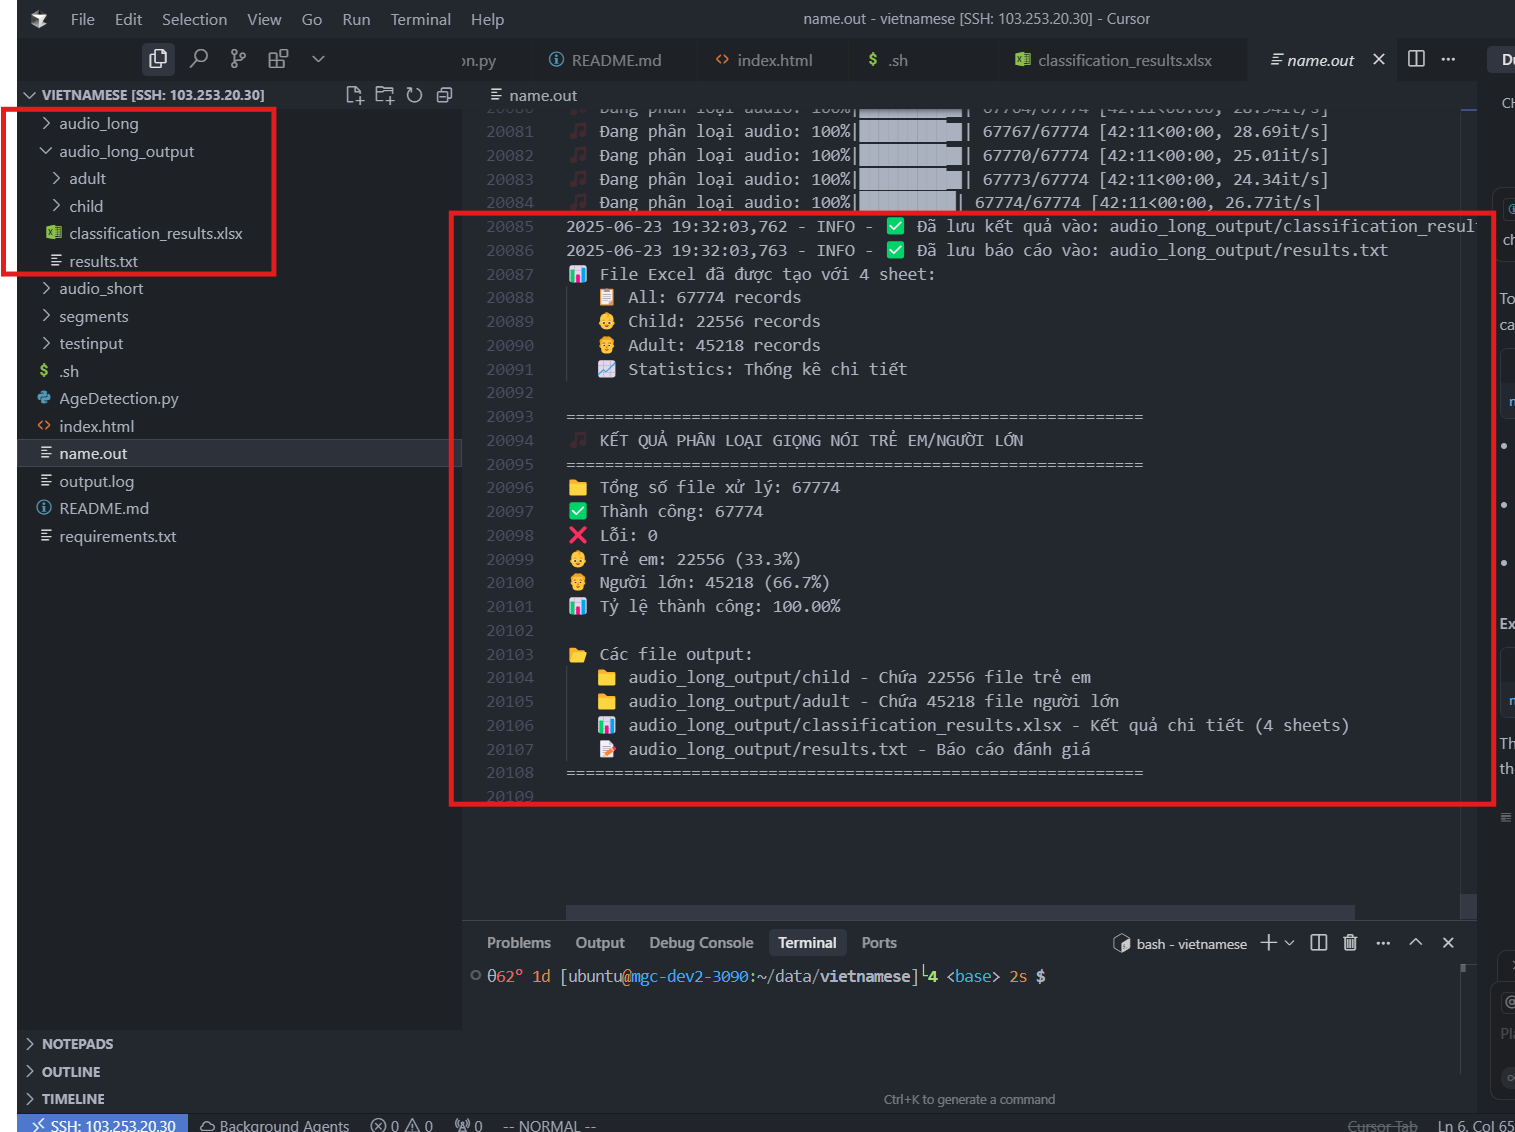 File Edit Selection View Go Run Terminal Help
name.out - vietnamese [SSH: 103.253.20.30] - Cursor
on.py
README.md
index.html
.sh
classification_results.xlsx
name.out
VIETNAMESE [SSH: 103.253.20.30]
audio_long
audio_long_output
adult
child
classification_results.xlsx
results.txt
audio_short
segments
testinput
.sh
AgeDetection.py
index.html
name.out
output.log
README.md
requirements.txt
NOTEPADS
OUTLINE
TIMELINE
name.out
20080 Đang phân loại audio: 100%| 67764/67774 [42:11<00:00, 28.94it/s]
20081 Đang phân loại audio: 100%| | 67767/67774 [42:11<00:00, 28.69it/s]
20082 Đang phân loại audio: 100%| | 67770/67774 [42:11<00:00, 25.01it/s]
20083 Đang phân loại audio: 100%| | 67773/67774 [42:11<00:00, 24.34it/s]
20084 Đang phân loại audio: 100%| | 67774/67774 [42:11<00:00, 26.77it/s]
20085 2025-06-23 19:32:03,762 - INFO - ✅ Đã lưu kết quả vào: audio_long_output/classification_resul
20086 2025-06-23 19:32:03,763 - INFO - ✅ Đã lưu báo cáo vào: audio_long_output/results.txt
20087 📊 File Excel đã được tạo với 4 sheet:
20088 📋 All: 67774 records
20089 👶 Child: 22556 records
20090 👨 Adult: 45218 records
20091 📈 Statistics: Thống kê chi tiết
20092
20093 ============================================================
20094 🎵 KẾT QUẢ PHÂN LOẠI GIỌNG NÓI TRẺ EM/NGƯỜI LỚN
20095 ============================================================
20096 📁 Tổng số file xử lý: 67774
20097 ✅ Thành công: 67774
20098 ❌ Lỗi: 0
20099 👶 Trẻ em: 22556 (33.3%)
20100 👨 Người lớn: 45218 (66.7%)
20101 📊 Tỷ lệ thành công: 100.00%
20102
20103 📂 Các file output:
20104 📁 audio_long_output/child - Chứa 22556 file trẻ em
20105 📁 audio_long_output/adult - Chứa 45218 file người lớn
20106 📊 audio_long_output/classification_results.xlsx - Kết quả chi tiết (4 sheets)
20107 📝 audio_long_output/results.txt - Báo cáo đánh giá
20108 ============================================================
20109
Problems Output Debug Console Terminal Ports
bash - vietnamese
θ62° 1d [ubuntu@mgc-dev2-3090:~/data/vietnamese]└4 <base> 2s $
Ctrl+K to generate a command
SSH: 103.253.20.30 Background Agents 0 0 0 -- NORMAL --
Cursor Tab Ln 6, Col 65